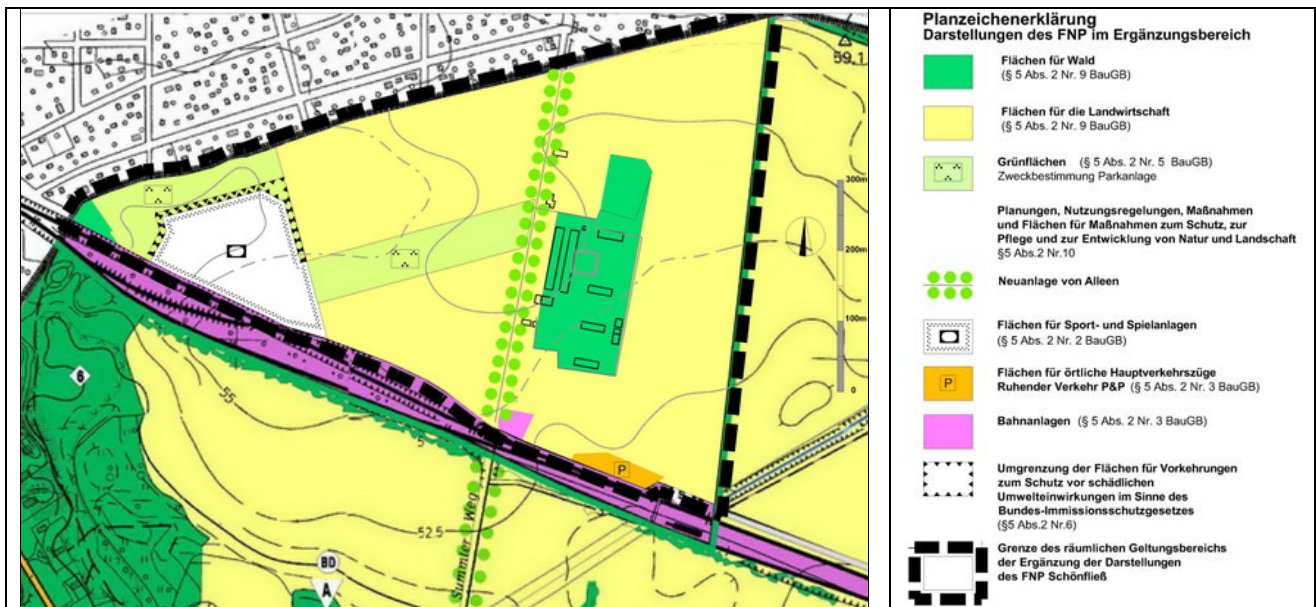 59.1
300m
200m
100m
0
6
55
5
52.5
Summter Weg
P
BD
A
Planzeichenerklärung
Darstellungen des FNP im Ergänzungsbereich
Flächen für Wald
(§ 5 Abs. 2 Nr. 9 BauGB)
Flächen für die Landwirtschaft
(§ 5 Abs. 2 Nr. 9 BauGB)
Grünflächen (§ 5 Abs. 2 Nr. 5 BauGB)
Zweckbestimmung Parkanlage
Planungen, Nutzungsregelungen, Maßnahmen
und Flächen für Maßnahmen zum Schutz, zur
Pflege und zur Entwicklung von Natur und Landschaft
§5 Abs.2 Nr.10
Neuanlage von Alleen
Flächen für Sport- und Spielanlagen
(§ 5 Abs. 2 Nr. 2 BauGB)
P
Flächen für örtliche Hauptverkehrszüge
Ruhender Verkehr P&P (§ 5 Abs. 2 Nr. 3 BauGB)
Bahnanlagen (§ 5 Abs. 2 Nr. 3 BauGB)
Umgrenzung der Flächen für Vorkehrungen
zum Schutz vor schädlichen
Umwelteinwirkungen im Sinne des
Bundes-Immissionsschutzgesetzes
(§5 Abs.2 Nr.6)
Grenze des räumlichen Geltungsbereichs
der Ergänzung der Darstellungen
des FNP Schönfließ